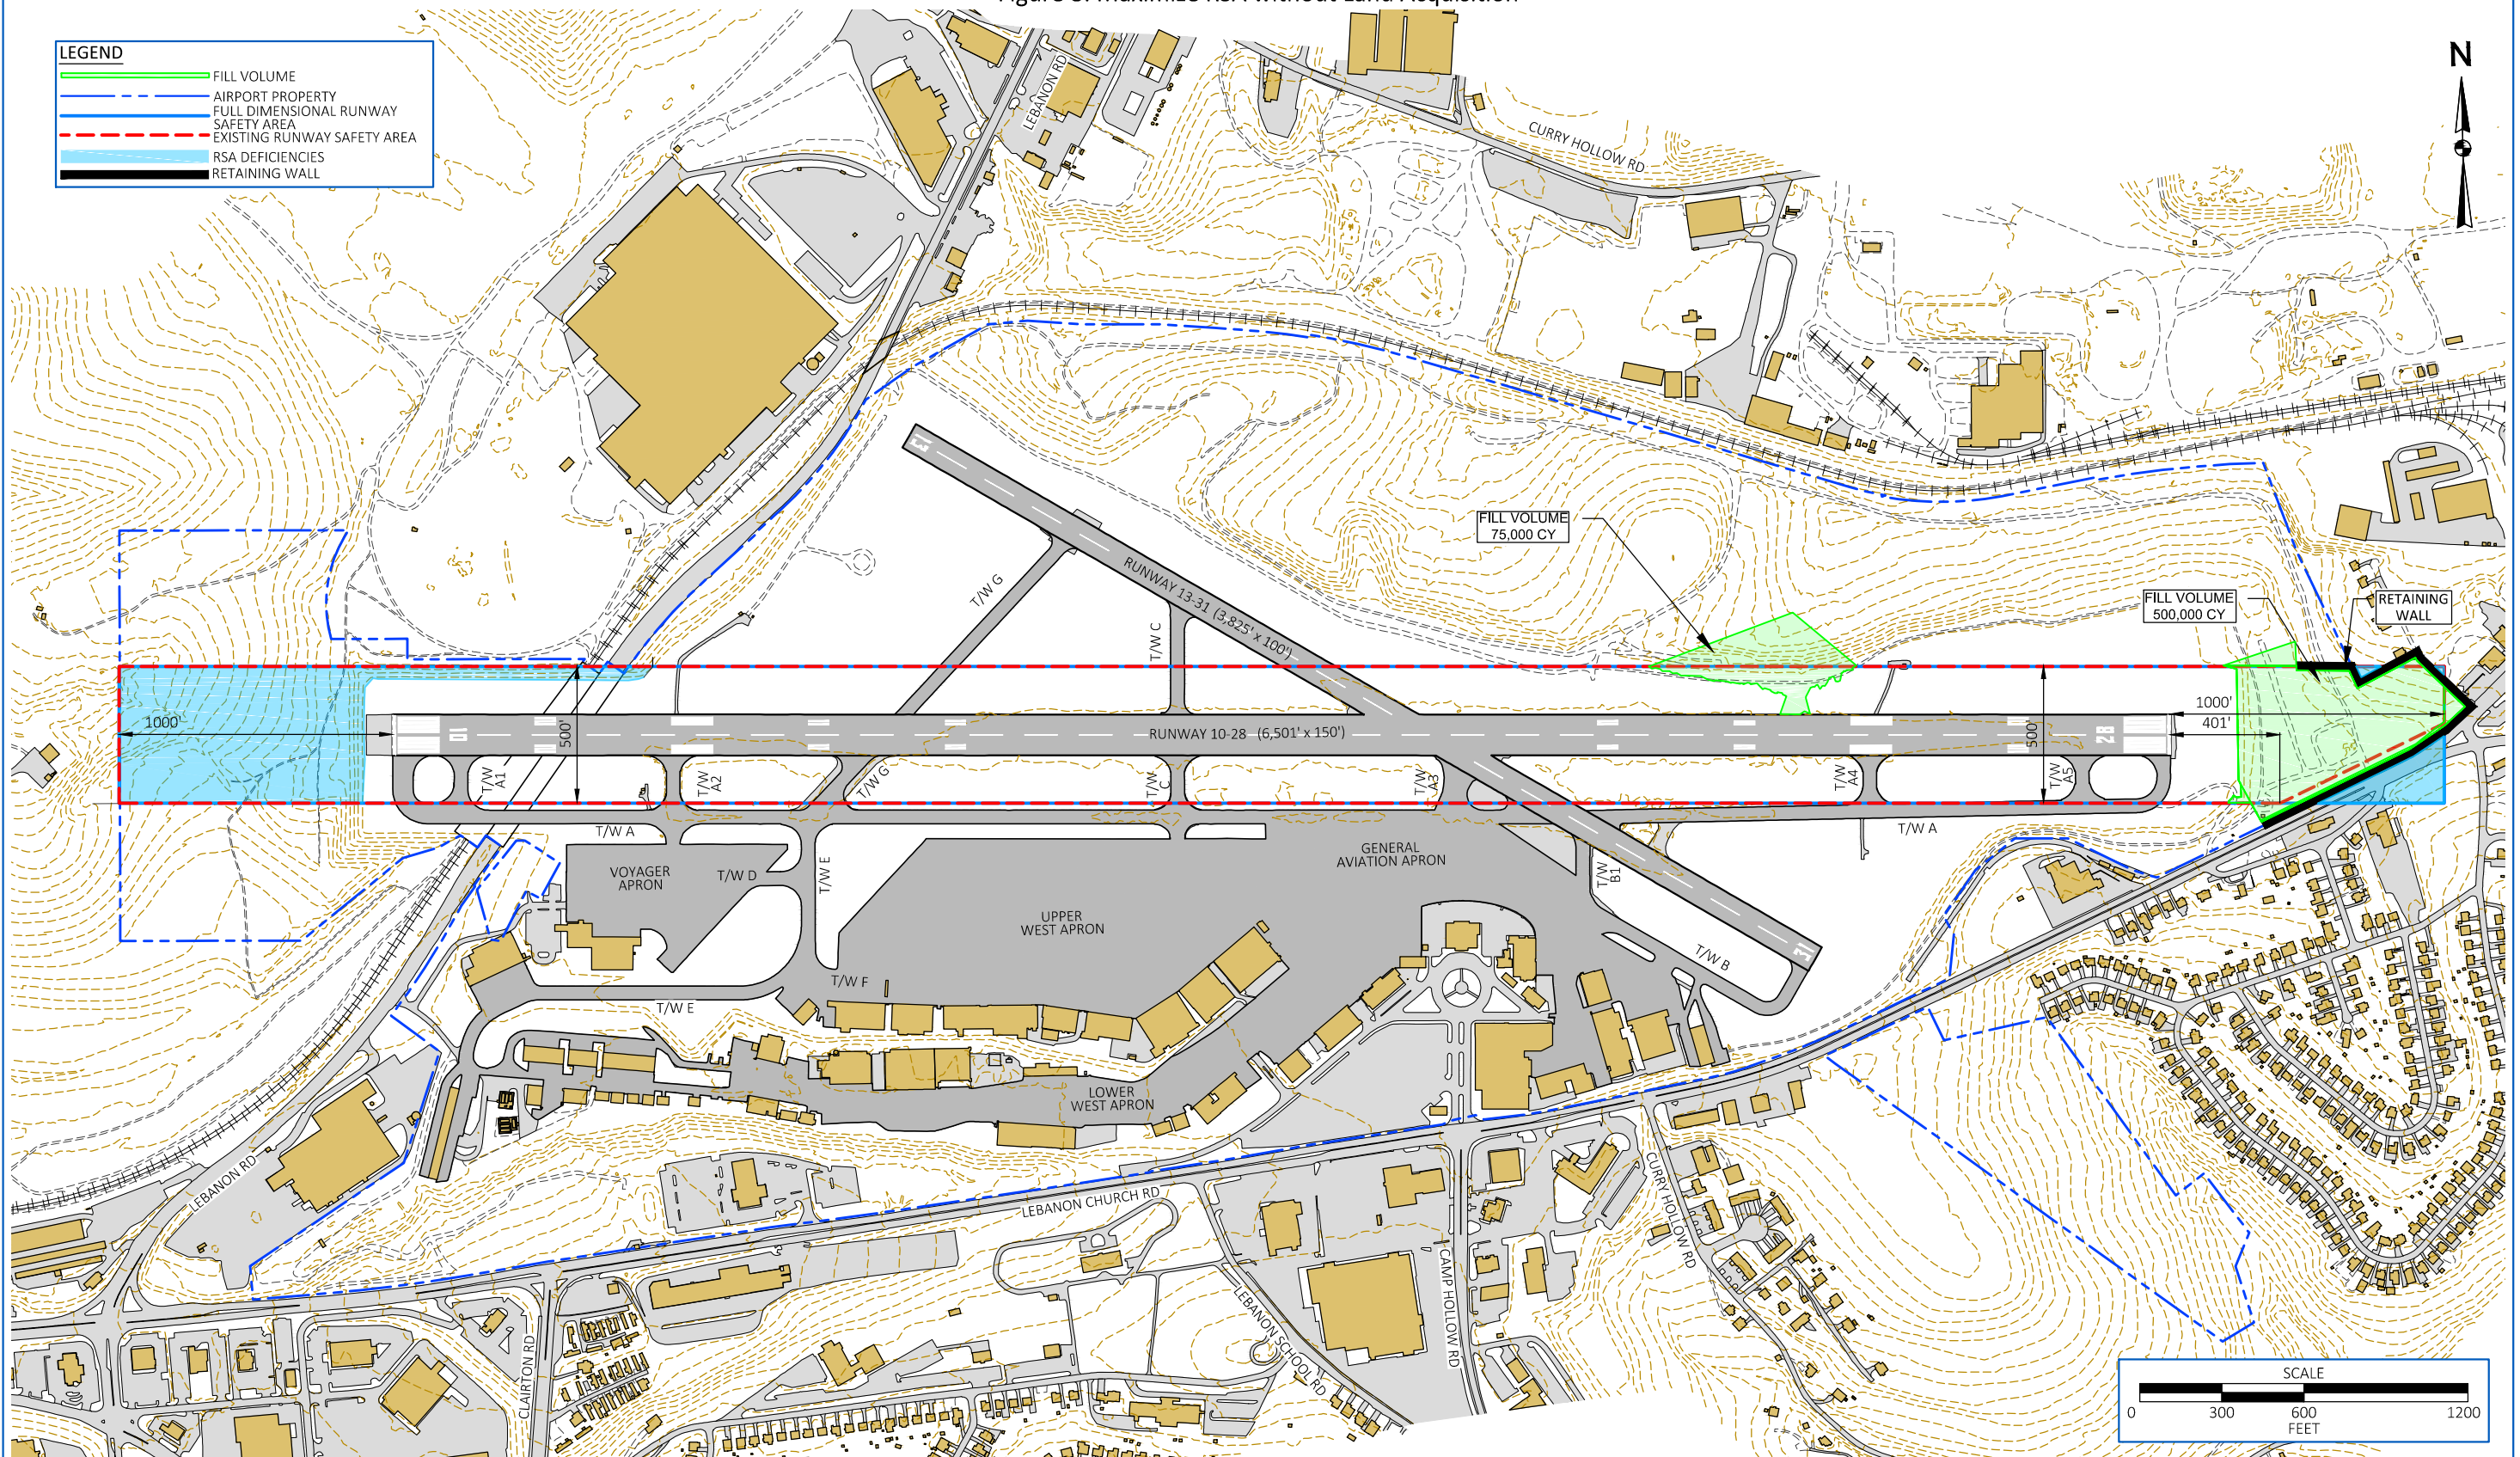 LEGEND
FILL VOLUME
AIRPORT PROPERTY
FULL DIMENSIONAL RUNWAY
SAFETY AREA
EXISTING RUNWAY SAFETY AREA
RSA DEFICIENCIES
RETAINING WALL
LEBANON RD
CURRY HOLLOW RD
N
13
FILL VOLUME
75,000 CY
RUNWAY 13-31 (3,825' x 100')
T/W G
T/W C
FILL VOLUME
500,000 CY
RETAINING
WALL
1000'
10
500'
RUNWAY 10-28 (6,501' x 150')
500'
28
1000'
401'
T/W
A1
T/W
A2
T/W G
T/W
C
T/W
A3
T/W
A4
T/W
A5
T/W A
T/W A
VOYAGER
APRON
T/W D
T/W E
GENERAL
AVIATION APRON
T/W
B1
UPPER
WEST APRON
T/W B
31
T/W F
T/W E
LOWER
WEST APRON
LEBANON RD
LEBANON CHURCH RD
CURRY HOLLOW RD
CAMP HOLLOW RD
LEBANON SCHOOL RD
CLAIRTON RD
SCALE
0 300 600 1200
FEET